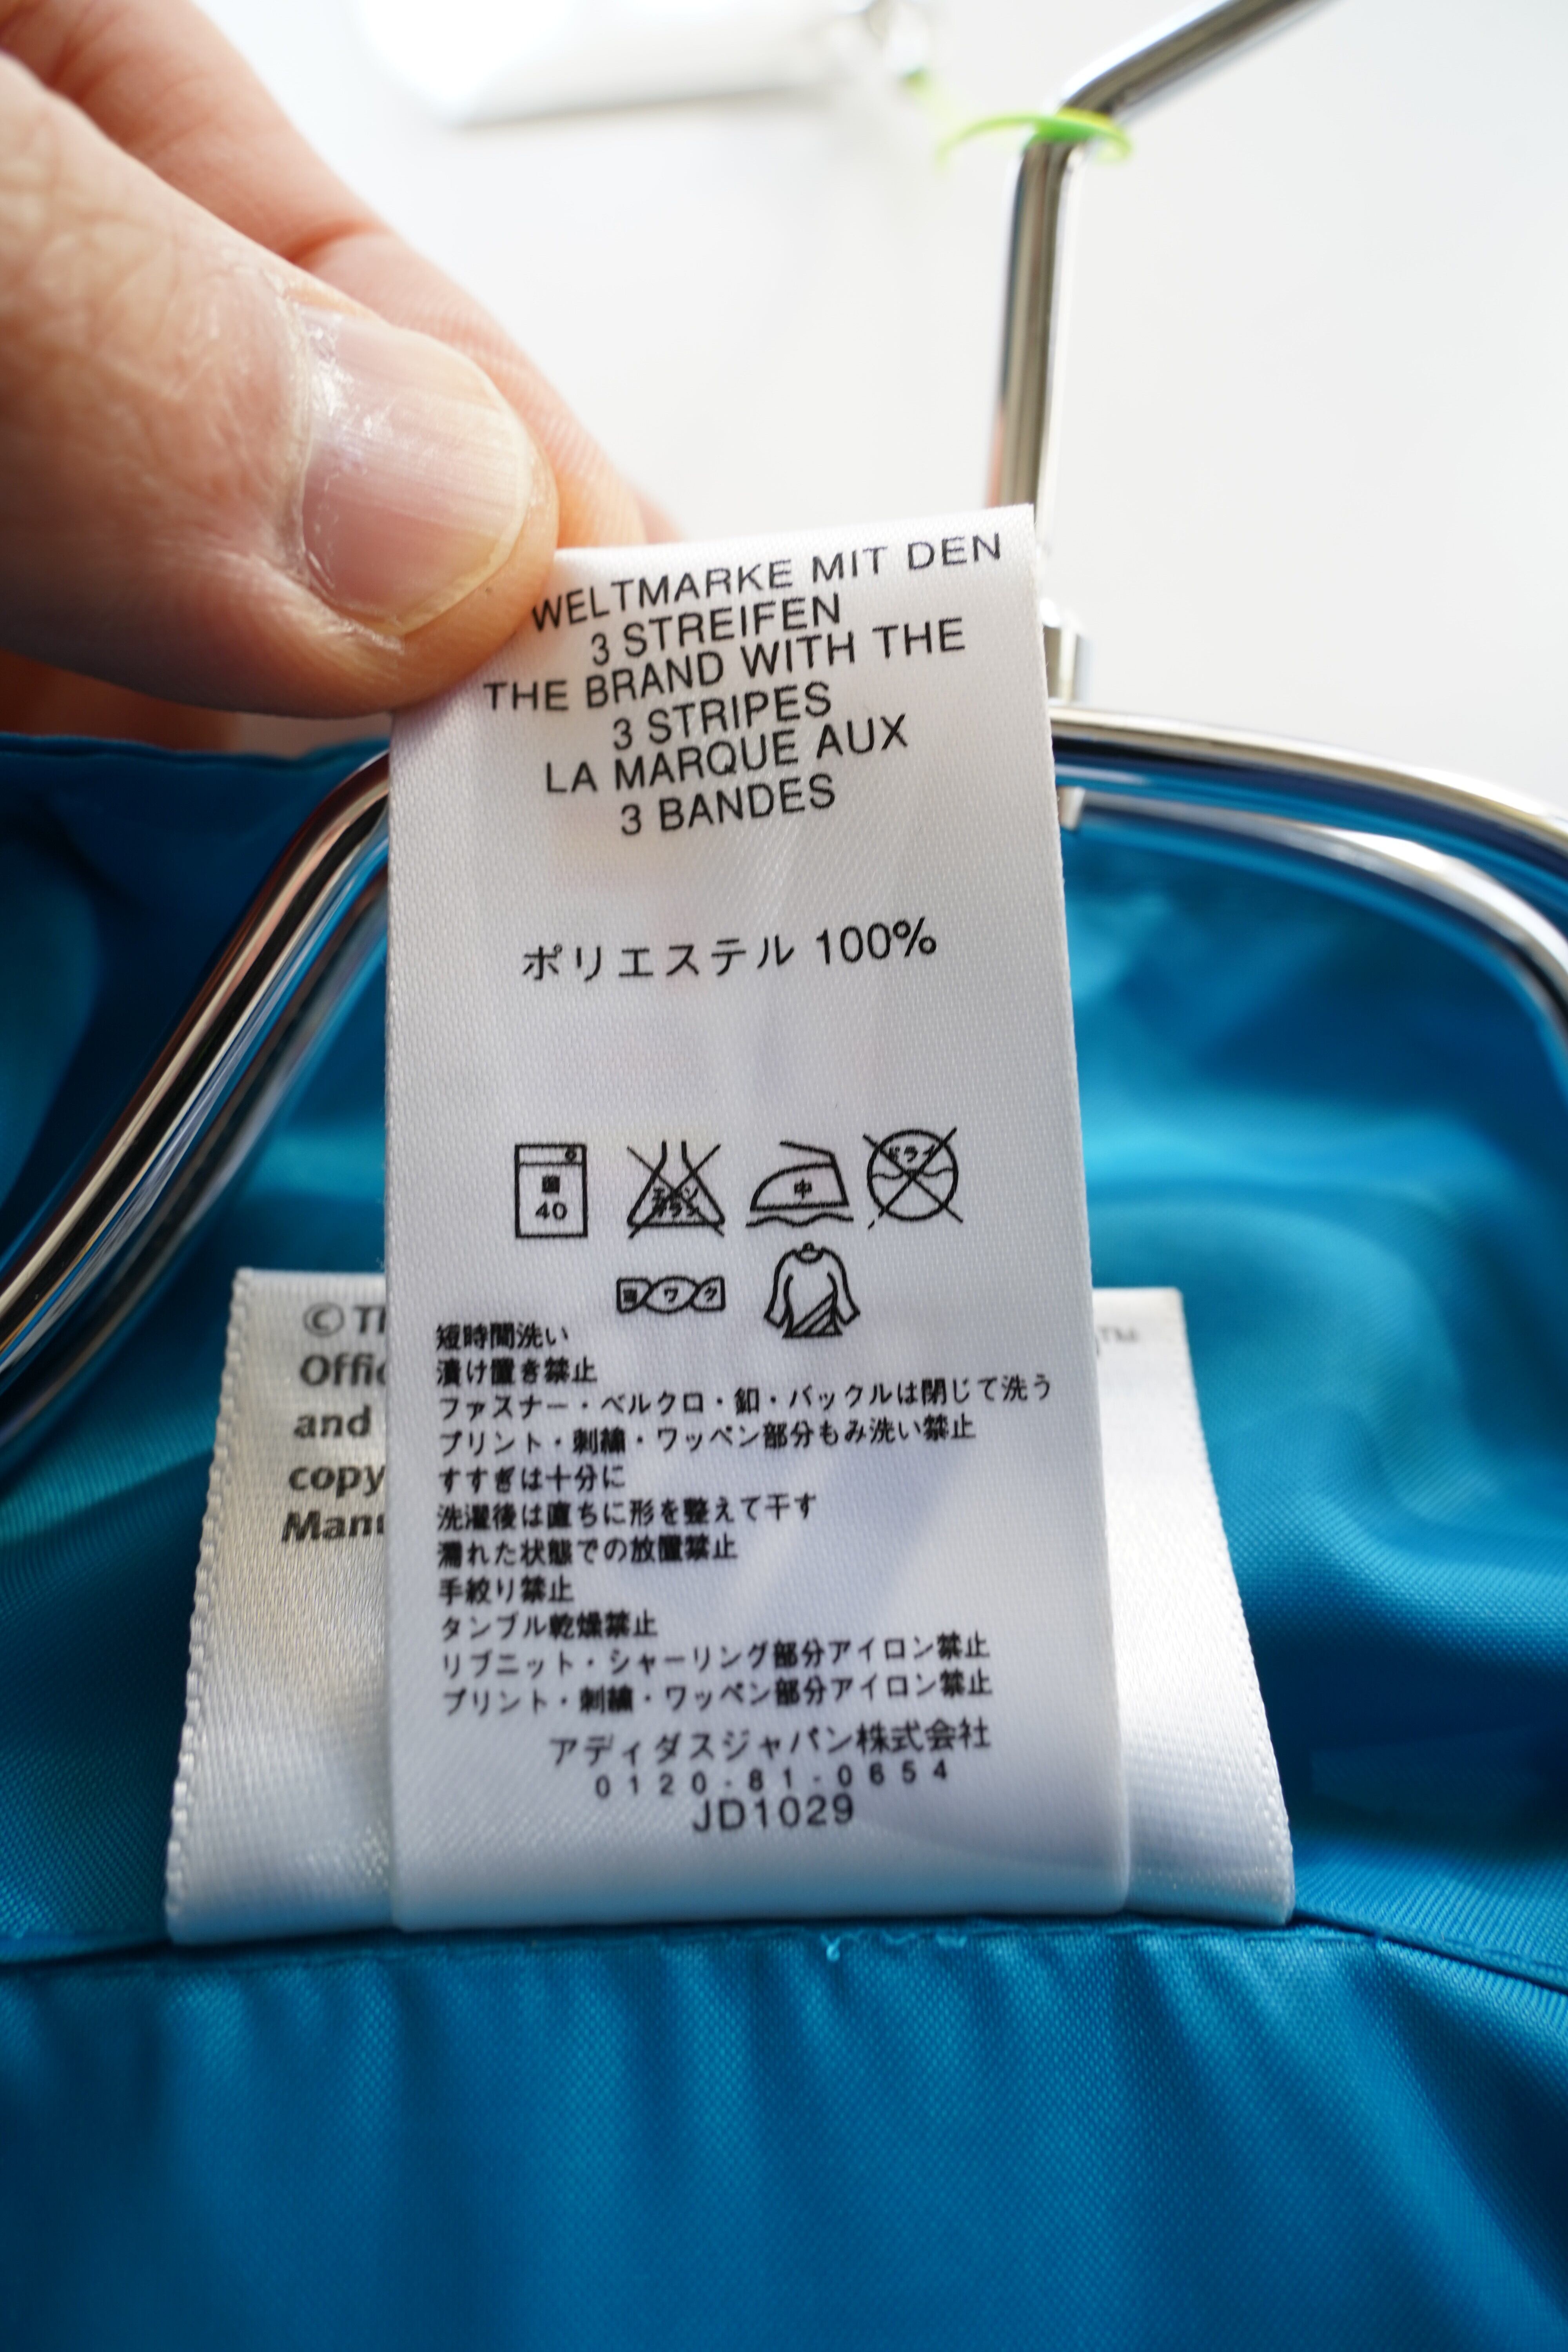 WELTMARKE MIT DEN
3 STREIFEN
THE BRAND WITH THE
3 STRIPES
LA MARQUE AUX
3 BANDES
ポリエステル 100%
40
エンソ
サラシ
中
ドライ
ワク
短時間洗い
漬け置き禁止
ファスナー・ベルクロ・釦・バックルは閉じて洗う
プリント・刺繍・ワッペン部分もみ洗い禁止
すすぎは十分に
洗濯後は直ちに形を整えて干す
濡れた状態での放置禁止
手絞り禁止
タンブル乾燥禁止
リブニット・シャーリング部分アイロン禁止
プリント・刺繍・ワッペン部分アイロン禁止
アディダスジャパン株式会社
0120-81-0654
JD1029
©
Offic
and
copy
Manu
TM